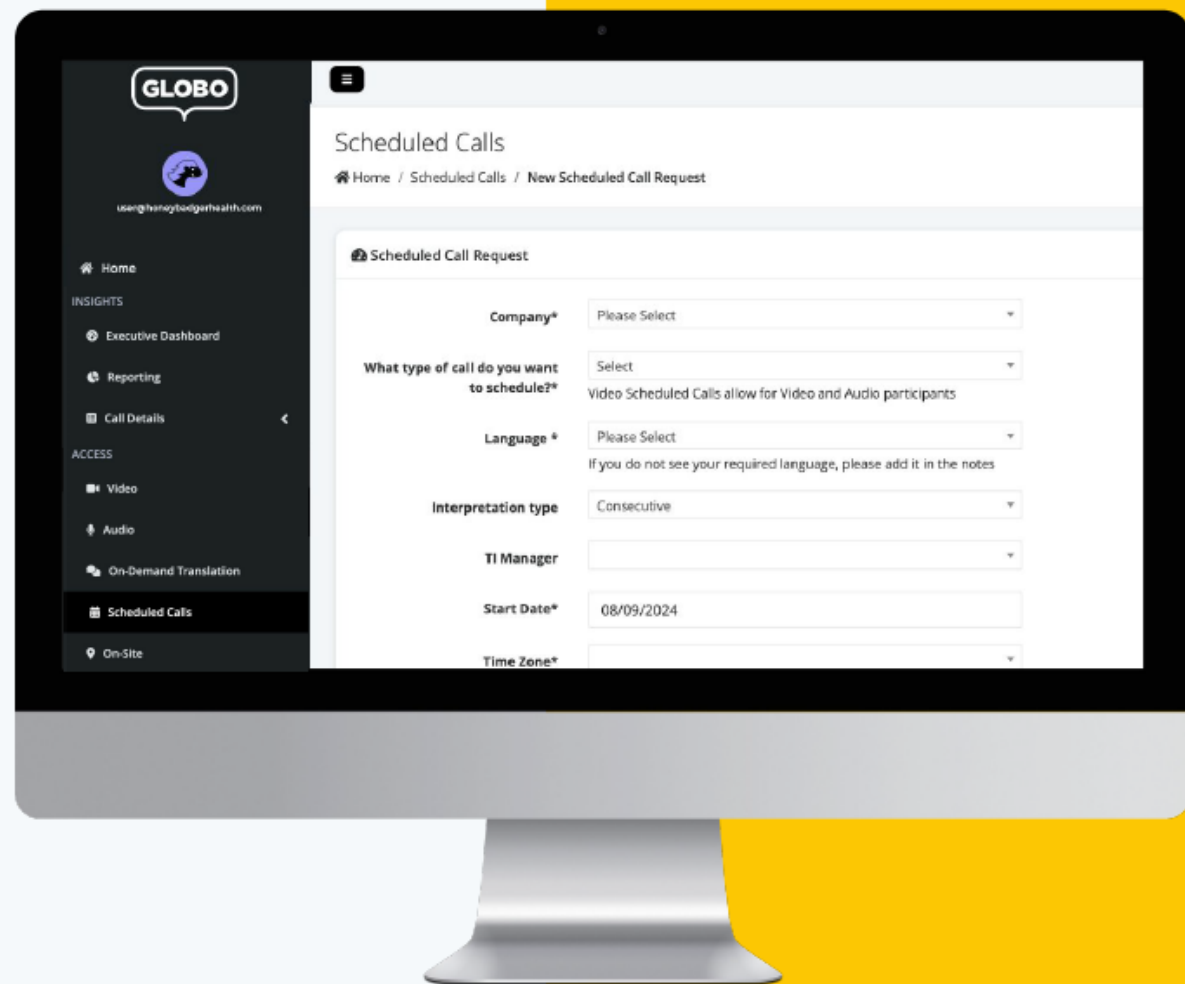 GLOBO
user@honeybadgerhealth.com
Home
INSIGHTS
Executive Dashboard
Reporting
Call Details
ACCESS
Video
Audio
On-Demand Translation
Scheduled Calls
On-Site
Scheduled Calls
Home / Scheduled Calls / New Scheduled Call Request
Scheduled Call Request
Company* Please Select
What type of call do you want
to schedule?* Select
Video Scheduled Calls allow for Video and Audio participants
Language * Please Select
If you do not see your required language, please add it in the notes
Interpretation type Consecutive
TI Manager
Start Date* 08/09/2024
Time Zone*